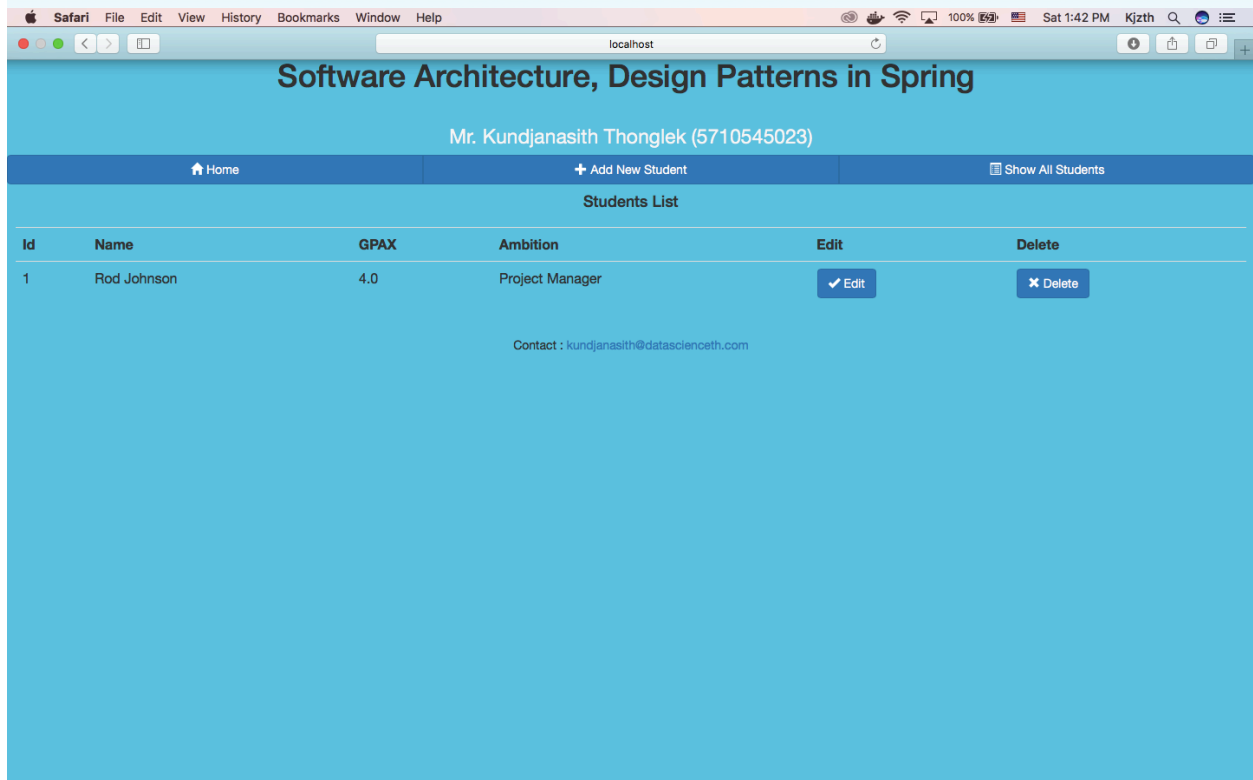 Safari File Edit View History Bookmarks Window Help 100% Sat 1:42 PM Kjzth
localhost
Software Architecture, Design Patterns in Spring
Mr. Kundjanasith Thonglek (5710545023)
Home Add New Student Show All Students
Students List
Id Name GPAX Ambition Edit Delete
1 Rod Johnson 4.0 Project Manager Edit Delete
Contact : kundjanasith@datascienceth.com